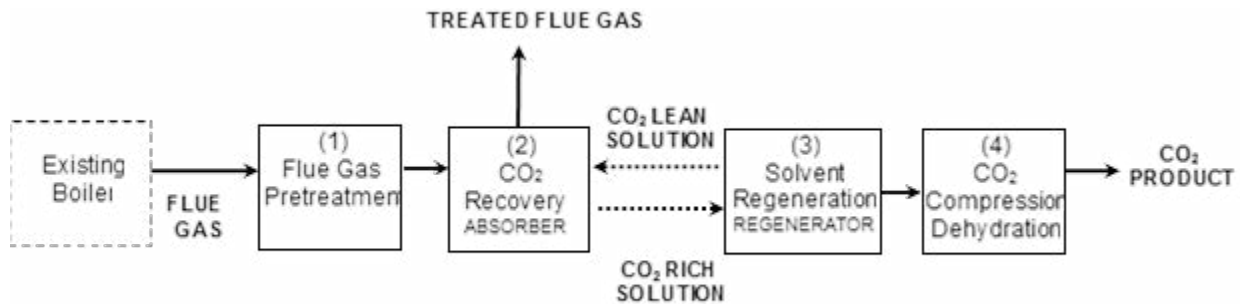 TREATED FLUE GAS
Existing
Boiler
FLUE
GAS
(1)
Flue Gas
Pretreatment
(2)
CO₂
Recovery
ABSORBER
CO₂ LEAN
SOLUTION
CO₂ RICH
SOLUTION
(3)
Solvent
Regeneration
REGENERATOR
(4)
CO₂
Compression
Dehydration
CO₂
PRODUCT